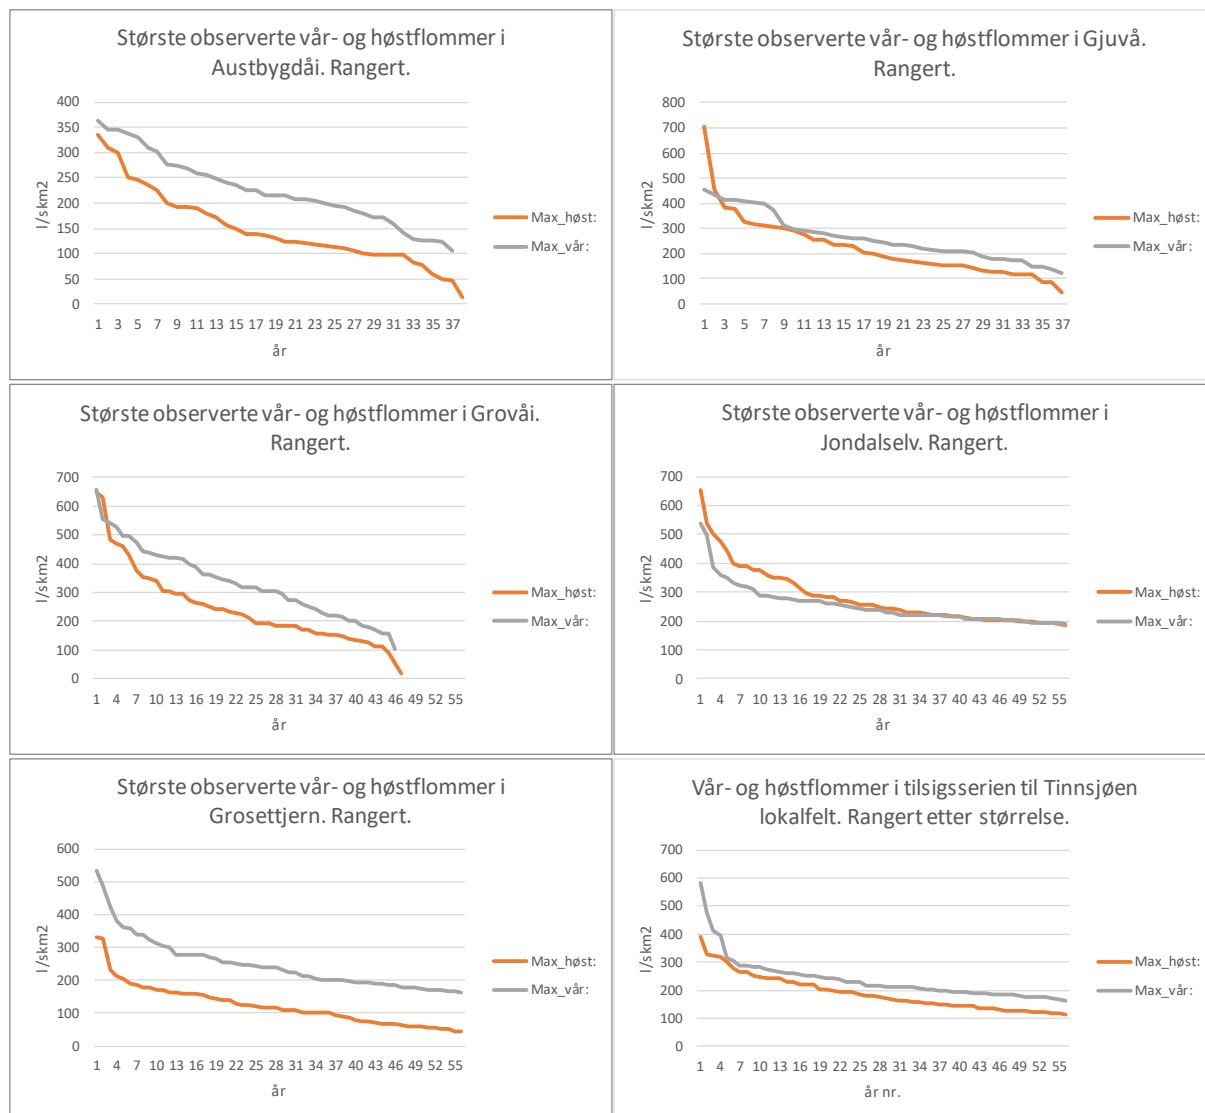 Største observerte vår- og høstflommer i
Austbygdåi. Rangert.
400
350
300
250
200
150
100
50
0
l/skm2
1 3 5 7 9 11 13 15 17 19 21 23 25 27 29 31 33 35 37
år
Max_høst:
Max_vår:
Største observerte vår- og høstflommer i Gjuvå.
Rangert.
800
700
600
500
400
300
200
100
0
l/skm2
1 3 5 7 9 11 13 15 17 19 21 23 25 27 29 31 33 35 37
år
Max_høst:
Max_vår:
Største observerte vår- og høstflommer i Grovåi.
Rangert.
700
600
500
400
300
200
100
0
l/skm2
1 4 7 10 13 16 19 22 25 28 31 34 37 40 43 46 49 52 55
år
Max_høst:
Max_vår:
Største observerte vår- og høstflommer i
Jondalselv. Rangert.
700
600
500
400
300
200
100
0
l/skm2
1 4 7 10 13 16 19 22 25 28 31 34 37 40 43 46 49 52 55
år
Max_høst:
Max_vår:
Største observerte vår- og høstflommer i
Grosettjern. Rangert.
600
500
400
300
200
100
0
l/skm2
1 4 7 10 13 16 19 22 25 28 31 34 37 40 43 46 49 52 55
år
Max_høst:
Max_vår:
Vår- og høstflommer i tilsigsserien til Tinnsjøen
lokalfelt. Rangert etter størrelse.
700
600
500
400
300
200
100
0
l/skm2
1 4 7 10 13 16 19 22 25 28 31 34 37 40 43 46 49 52 55
år nr.
Max_høst:
Max_vår: